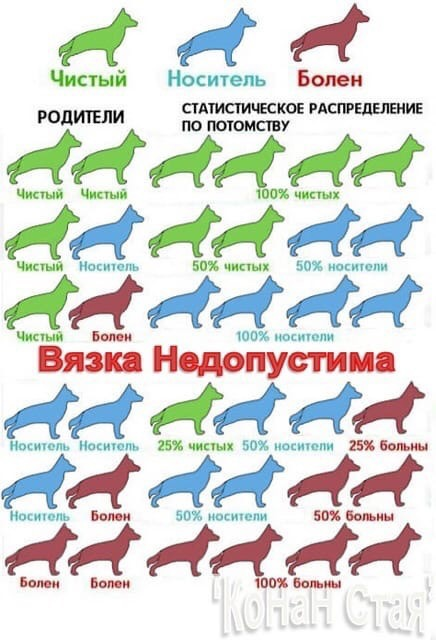 Чистый Носитель Болен
РОДИТЕЛИ
СТАТИСТИЧЕСКОЕ РАСПРЕДЕЛЕНИЕ
ПО ПОТОМСТВУ
Чистый Чистый 100% чистых
Чистый Носитель 50% чистых 50% носители
Чистый Болен 100% носители
Вязка Недопустима
Носитель Носитель 25% чистых 50% носители 25% больны
Носитель Болен 50% носители 50% больны
Болен Болен 100% больны
"Конан Стая"